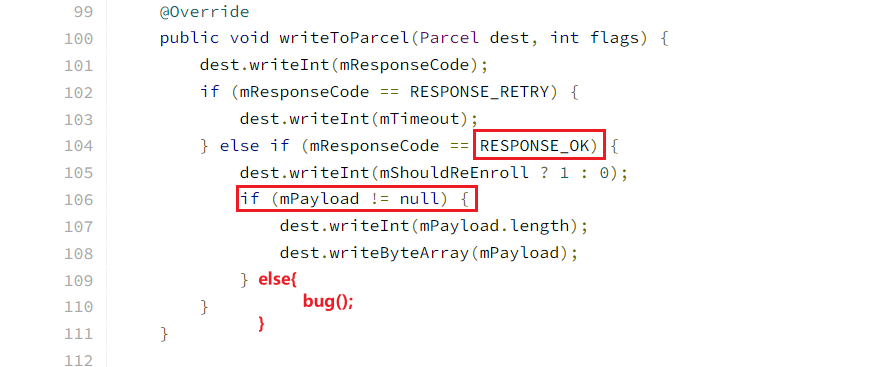 99 @Override
100 public void writeToParcel(Parcel dest, int flags) {
101 dest.writeInt(mResponseCode);
102 if (mResponseCode == RESPONSE_RETRY) {
103 dest.writeInt(mTimeout);
104 } else if (mResponseCode == RESPONSE_OK) {
105 dest.writeInt(mShouldReEnroll ? 1 : 0);
106 if (mPayload != null) {
107 dest.writeInt(mPayload.length);
108 dest.writeByteArray(mPayload);
109 } else{
bug();
110 }
}
111 }
112